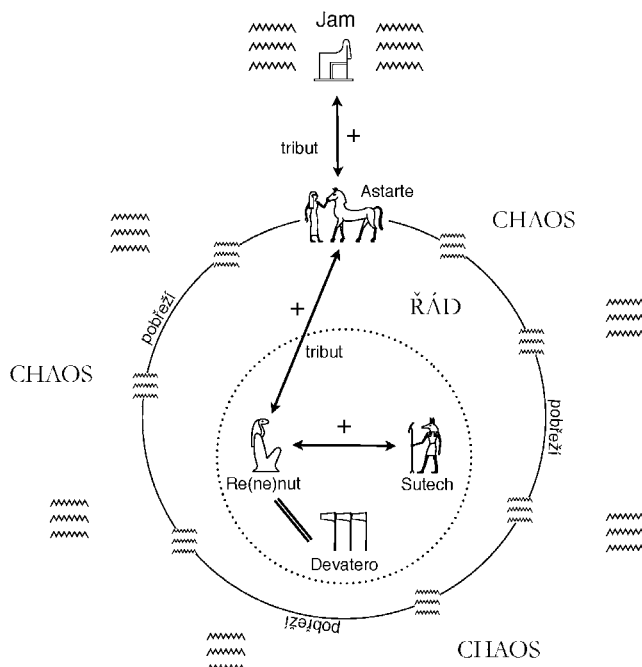 Jam
+
tribut
Astarte
CHAOS
pobřeží
ŘÁD
+
tribut
CHAOS
pobřeží
+
Re(ne)nut
Sutech
Devatero
pobřeží
CHAOS